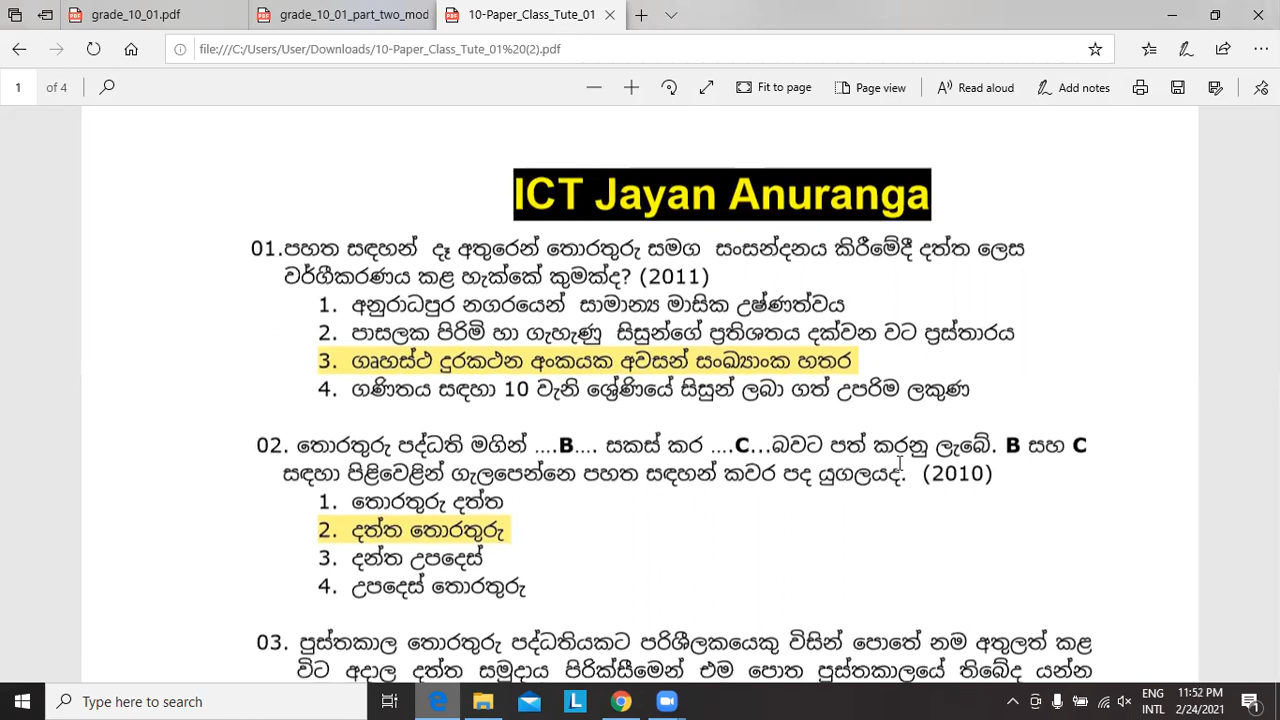 grade_10_01.pdf
grade_10_01_part_two_mod
10-Paper_Class_Tute_01
file:///C:/Users/User/Downloads/10-Paper_Class_Tute_01%20(2).pdf
1 of 4 Fit to page Page view Read aloud Add notes
ICT Jayan Anuranga
01.පහත සඳහන් දෑ අතුරෙන් තොරතුරු සමග සංසන්දනය කිරීමේදී දත්ත ලෙස
වර්ගීකරණය කළ හැක්කේ කුමක්ද? (2011)
1. අනුරාධපුර නගරයෙන් සාමාන්‍ය මාසික උෂ්ණත්වය
2. පාසලක පිරිමි හා ගැහැණු සිසුන්ගේ ප්‍රතිශතය දක්වන වට ප්‍රස්තාරය
3. ගෘහස්ථ දුරකථන අංකයක අවසන් සංඛ්‍යාංක හතර
4. ගණිතය සඳහා 10 වැනි ශ්‍රේණියේ සිසුන් ලබා ගත් උපරිම ලකුණ
02. තොරතුරු පද්ධති මගින් ....B.... සකස් කර ....C...බවට පත් කරනු ලැබේ. B සහ C
සඳහා පිළිවෙළින් ගැලපෙන්නෙ පහත සඳහන් කවර පද යුගලයද. (2010)
1. තොරතුරු දත්ත
2. දත්ත තොරතුරු
3. දන්ත උපදෙස්
4. උපදෙස් තොරතුරු
03. පුස්තකාල තොරතුරු පද්ධතියකට පරිශීලකයෙකු විසින් පොතේ නම අතුලත් කළ
විට අදාල දත්ත සමුදාය පිරික්සීමෙන් එම පොත පුස්තකාලයේ තිබේද යන්න
Type here to search
ENG 11:52 PM
INTL 2/24/2021